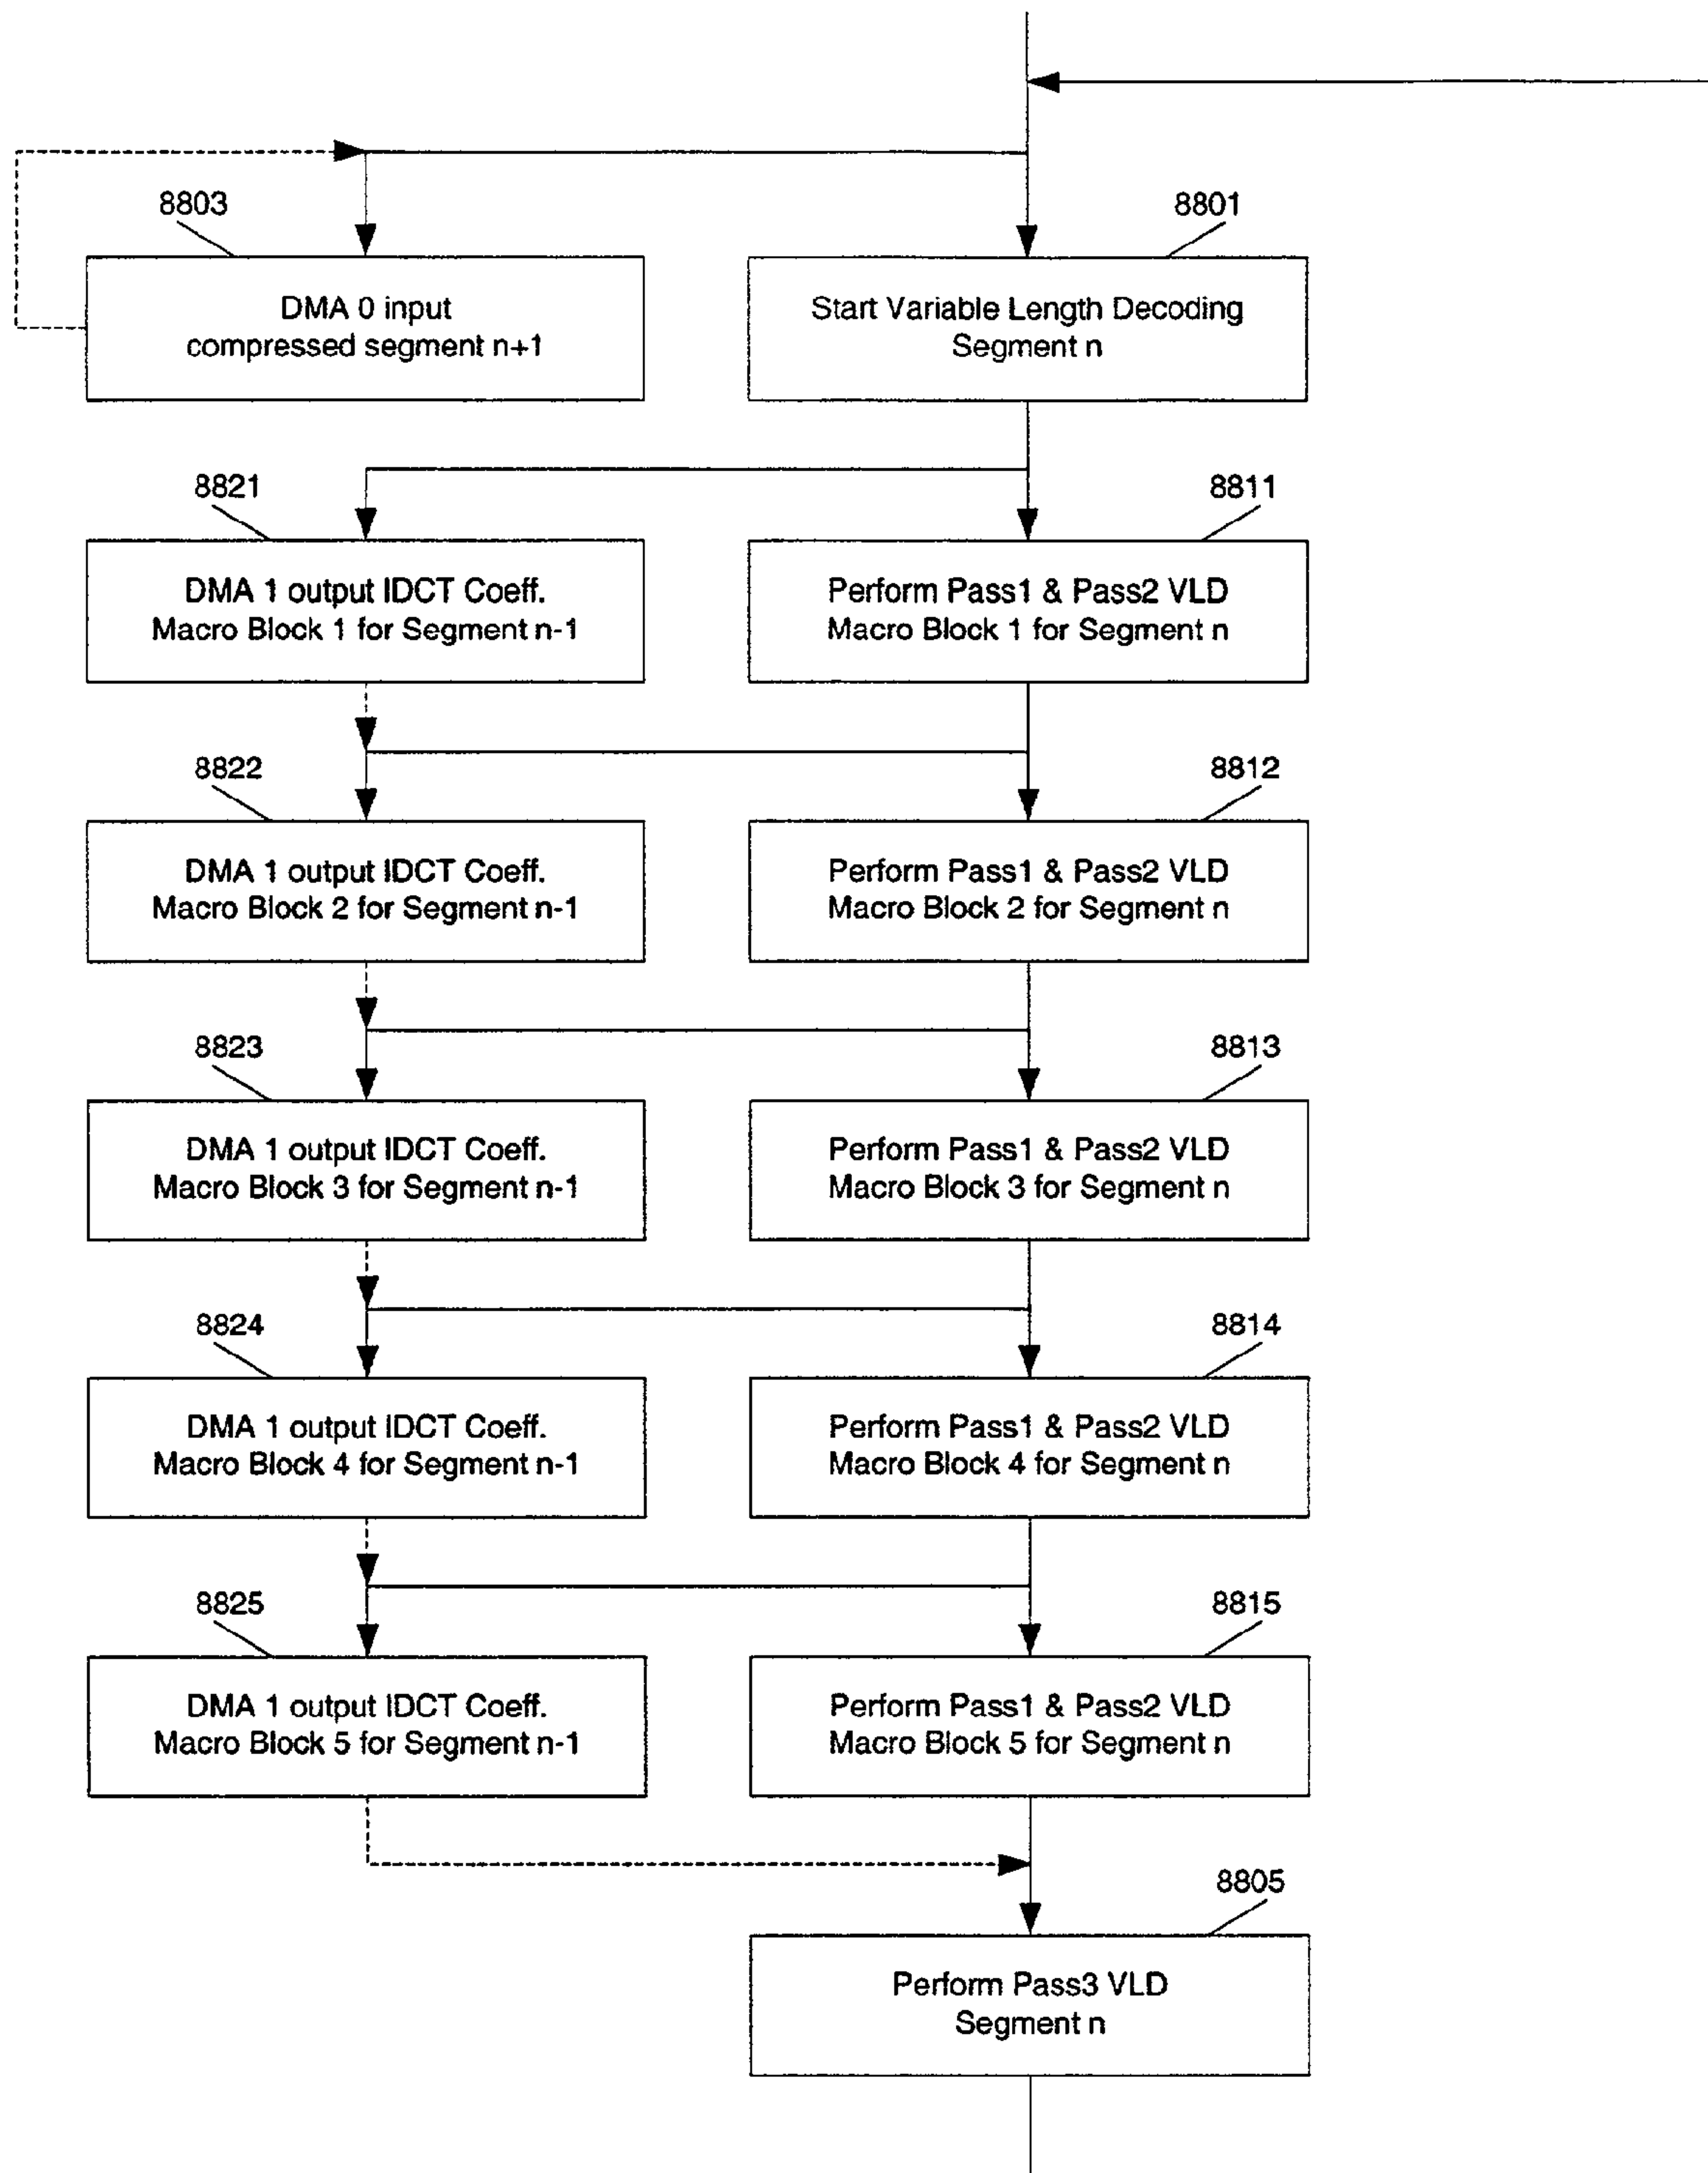 8803
8801
DMA 0 input
compressed segment n+1
Start Variable Length Decoding
Segment n
8821
8811
DMA 1 output IDCT Coeff.
Macro Block 1 for Segment n-1
Perform Pass1 & Pass2 VLD
Macro Block 1 for Segment n
8822
8812
DMA 1 output IDCT Coeff.
Macro Block 2 for Segment n-1
Perform Pass1 & Pass2 VLD
Macro Block 2 for Segment n
8823
8813
DMA 1 output IDCT Coeff.
Macro Block 3 for Segment n-1
Perform Pass1 & Pass2 VLD
Macro Block 3 for Segment n
8824
8814
DMA 1 output IDCT Coeff.
Macro Block 4 for Segment n-1
Perform Pass1 & Pass2 VLD
Macro Block 4 for Segment n
8825
8815
DMA 1 output IDCT Coeff.
Macro Block 5 for Segment n-1
Perform Pass1 & Pass2 VLD
Macro Block 5 for Segment n
8805
Perform Pass3 VLD
Segment n